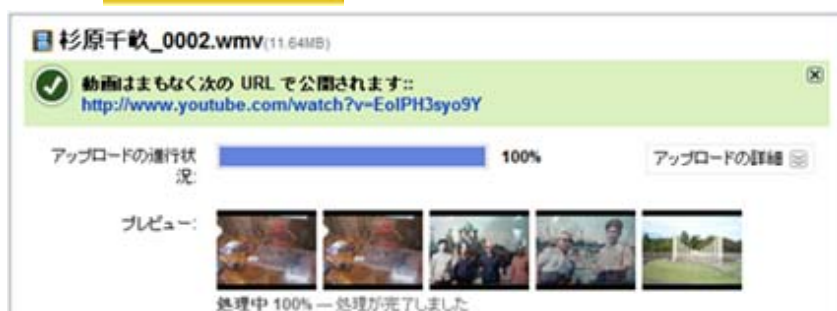 杉原千畝_0002.wmv(11.64MB)
動画はまもなく次の URL で公開されます::
http://www.youtube.com/watch?v=EolPH3syo9Y
アップロードの進行状況:
100%
アップロードの詳細
プレビュー:
処理中 100% — 処理が完了しました